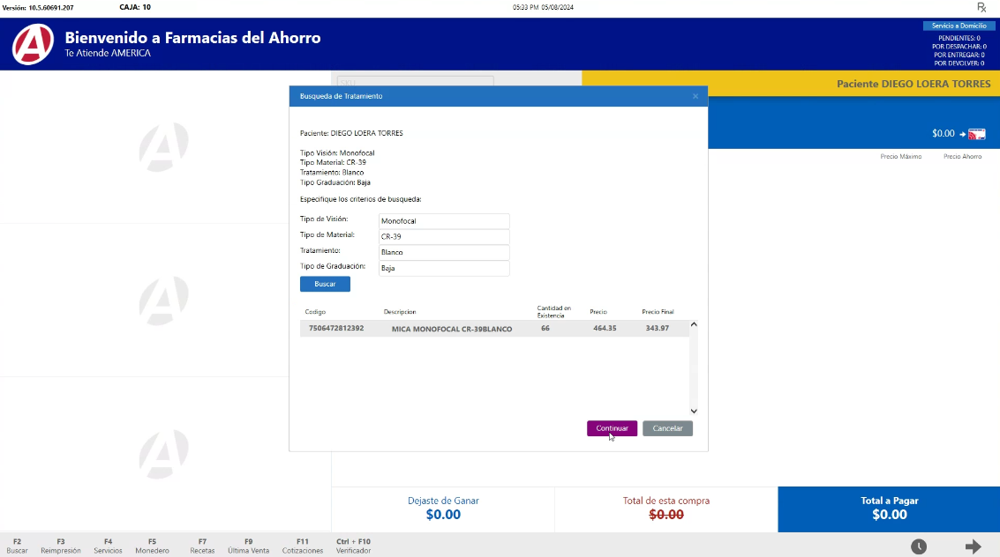 Versión: 10.5.60691.207
CAJA: 10
05:33 PM 05/08/2024
Bienvenido a Farmacias del Ahorro
Te Atiende AMERICA
Servicio a Domicilio
PENDIENTES: 0
POR DESPACHAR: 0
POR ENTREGAR: 0
POR DEVOLVER: 0
SKU
Paciente DIEGO LOERA TORRES
$0.00
Precio Máximo
Precio Ahorro
Busqueda de Tratamiento
Paciente: DIEGO LOERA TORRES
Tipo Visión: Monofocal
Tipo Material: CR-39
Tratamiento: Blanco
Tipo Graduación: Baja
Especifique los criterios de busqueda:
Tipo de Visión: Monofocal
Tipo de Material: CR-39
Tratamiento: Blanco
Tipo de Graduación: Baja
Buscar
Codigo Descripcion Cantidad en Existencia Precio Precio Final
7506472812392 MICA MONOFOCAL CR-39BLANCO 66 464.35 343.97
Continuar Cancelar
Dejaste de Ganar
$0.00
Total de esta compra
$0.00
Total a Pagar
$0.00
F2 Buscar
F3 Reimpresión
F4 Servicios
F5 Monedero
F7 Recetas
F9 Última Venta
F11 Cotizaciones
Ctrl + F10 Verificador